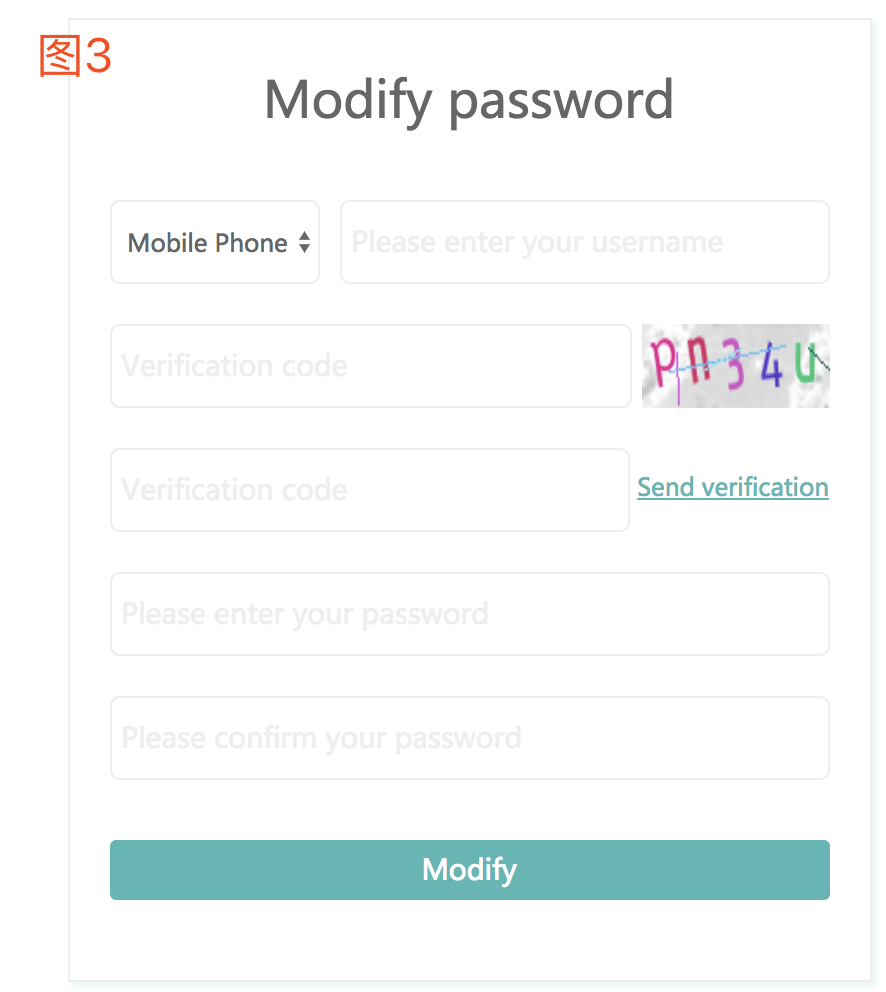 图3
Modify password
Mobile Phone Please enter your username
Verification code pn34u
Verification code Send verification
Please enter your password
Please confirm your password
Modify